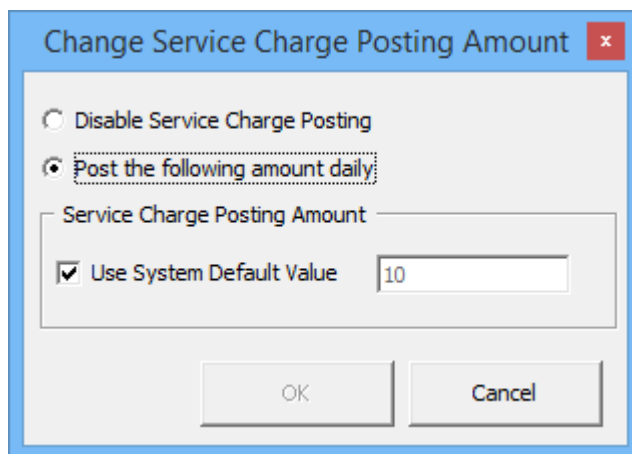 Change Service Charge Posting Amount
x
Disable Service Charge Posting
Post the following amount daily
Service Charge Posting Amount
Use System Default Value 10
OK Cancel